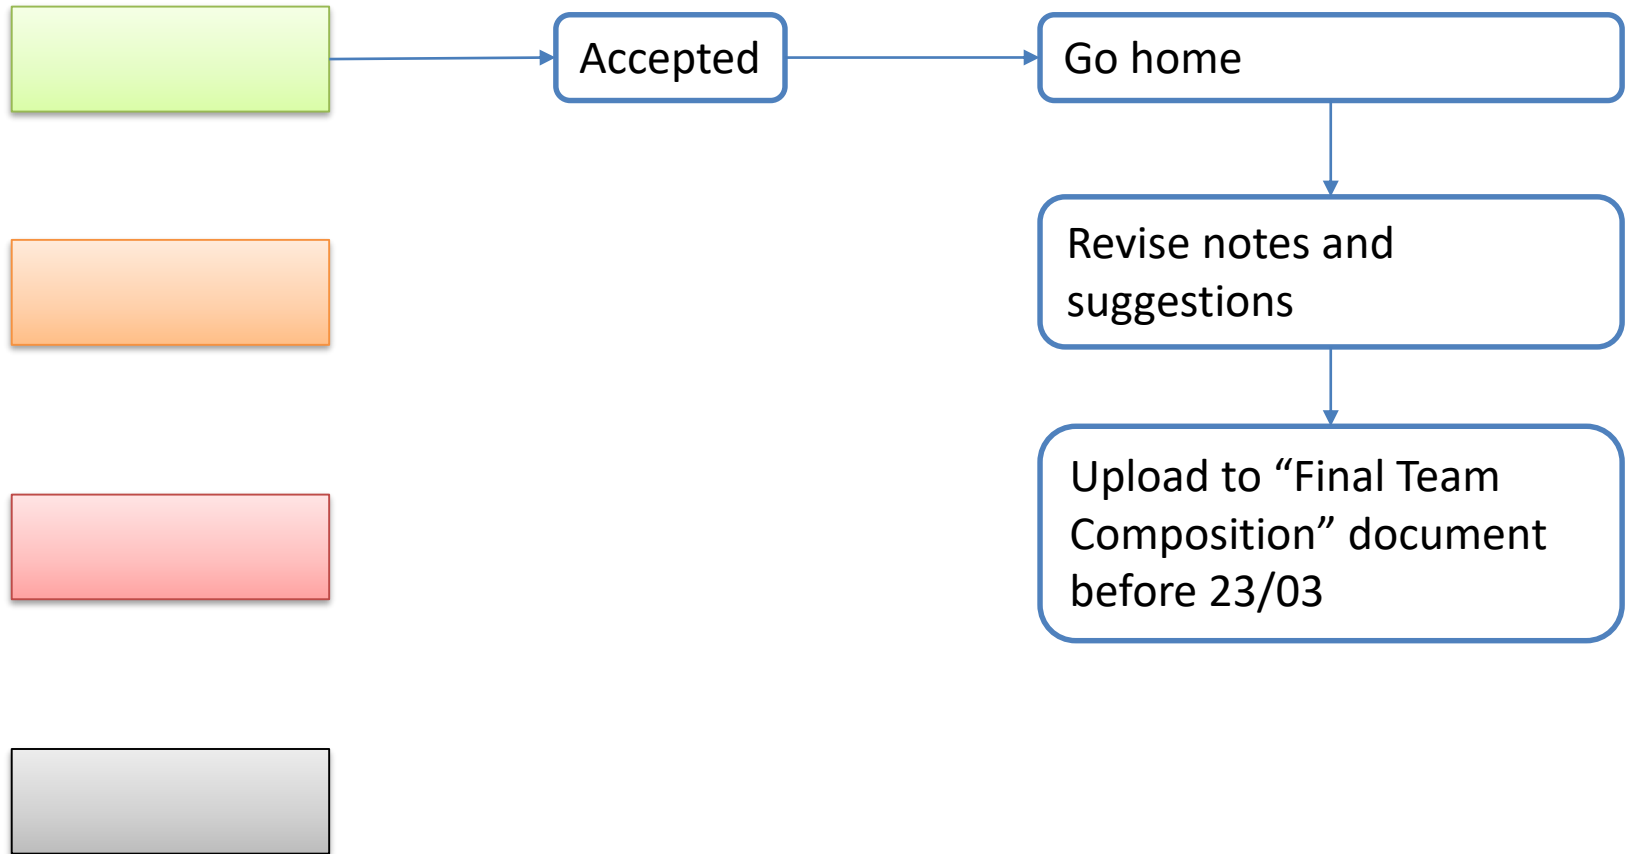 Accepted
Go home
Revise notes and
suggestions
Upload to “Final Team
Composition” document
before 23/03